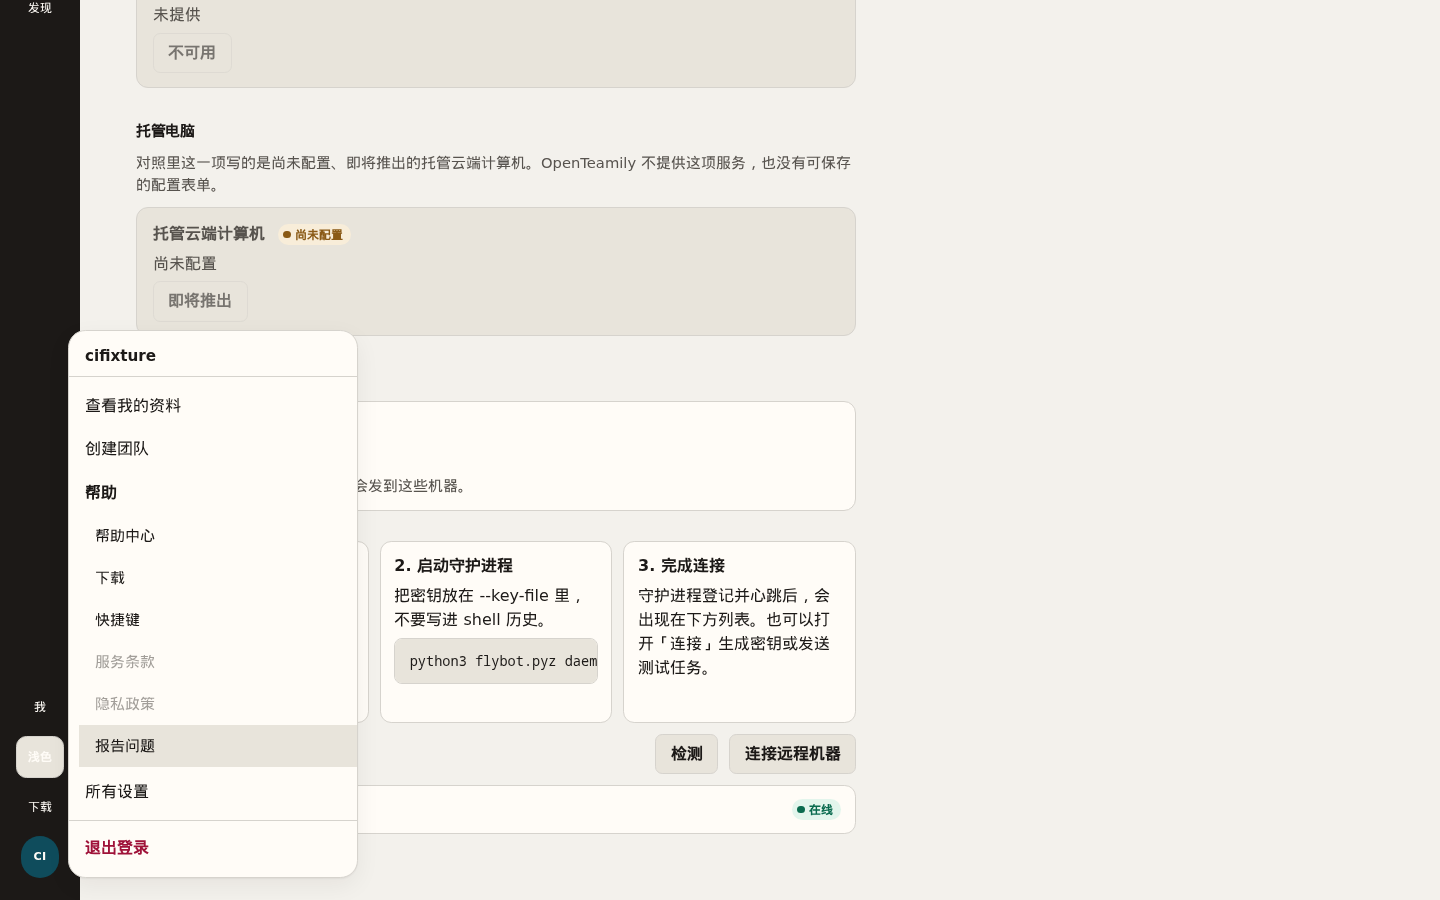 发现
未提供
不可用
托管电脑
对照里这一项写的是尚未配置、即将推出的托管云端计算机。OpenTeamily 不提供这项服务，也没有可保存
的配置表单。
托管云端计算机
尚未配置
尚未配置
即将推出
cifixture
查看我的资料
创建团队
帮助
帮助中心
下载
快捷键
服务条款
隐私政策
报告问题
所有设置
退出登录
会发到这些机器。
2. 启动守护进程
把密钥放在 --key-file 里，
不要写进 shell 历史。
python3 flybot.pyz daem
3. 完成连接
守护进程登记并心跳后，会
出现在下方列表。也可以打
开「连接」生成密钥或发送
测试任务。
检测
连接远程机器
在线
我
浅色
下载
CI